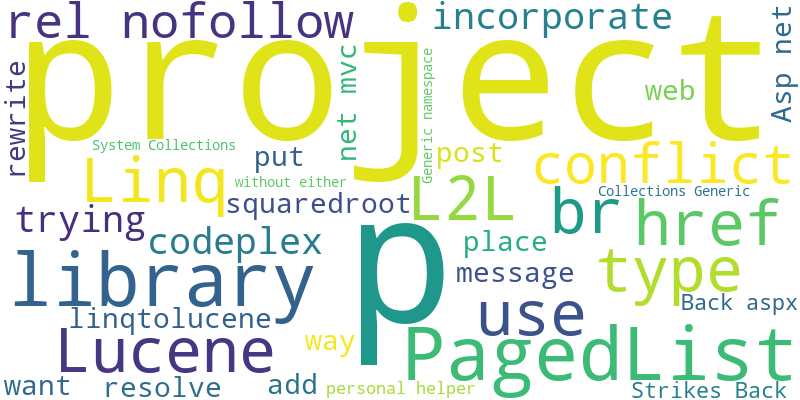 rel nofollow
incorporate
project
Asp net
rewrite
net mvc
Generic namespace
web
System Collections
put
post
conflict
Linq
without either
Collections Generic
squaredroot
L2L
br
href
trying
codeplex
p
place
library
message
type
use
Back aspx
linqtolucene
Lucene
way
PagedList
want
resolve
add
personal helper
Strikes Back